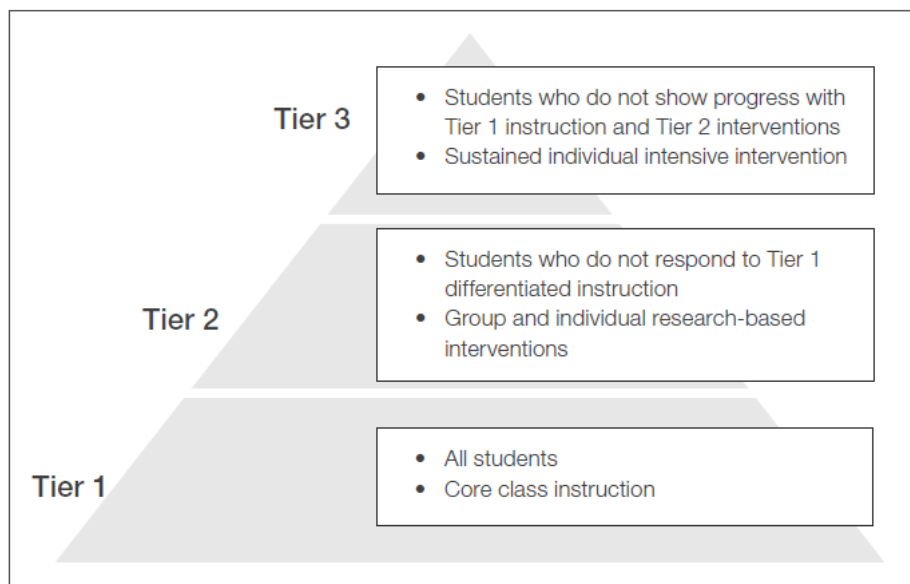 Tier 3
• Students who do not show progress with
Tier 1 instruction and Tier 2 interventions
• Sustained individual intensive intervention
Tier 2
• Students who do not respond to Tier 1
differentiated instruction
• Group and individual research-based
interventions
Tier 1
• All students
• Core class instruction